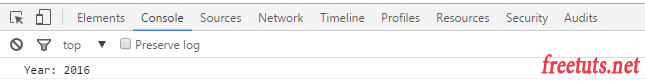 Elements Console Sources Network Timeline Profiles Resources Security Audits
top Preserve log
Year: 2016
freetuts.net